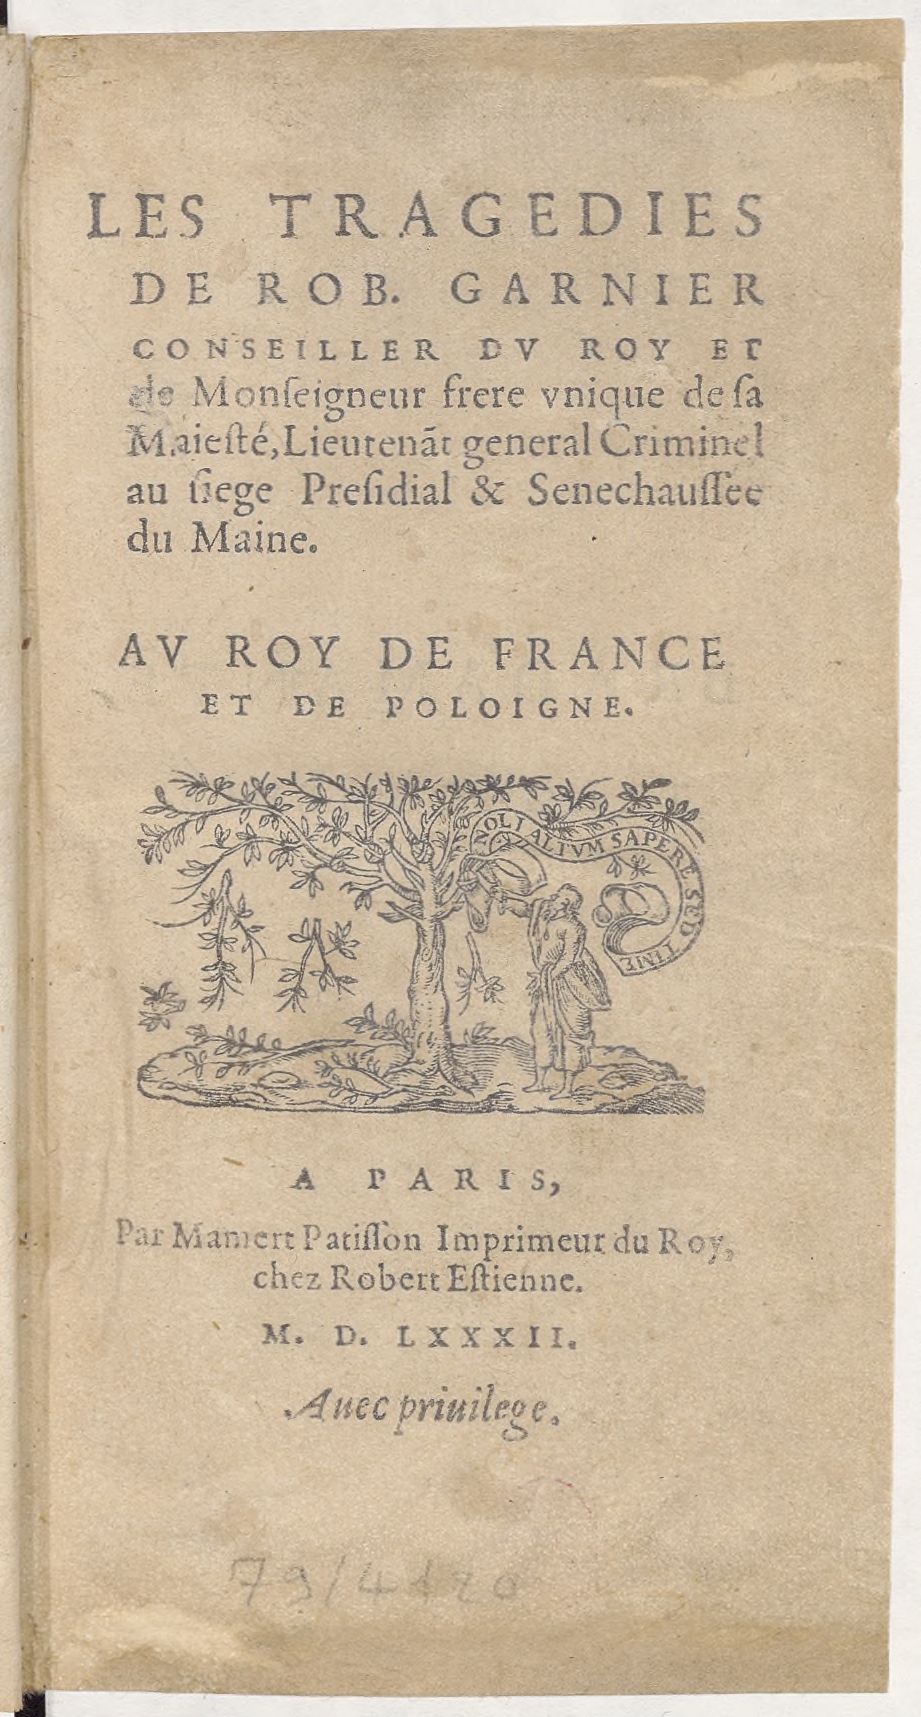 LES TRAGEDIES
DE ROB. GARNIER
CONSEILLER DV ROY ET
de Monſeigneur frere vnique de ſa
Maieſté, Lieutenãt general Criminel
au ſiege Preſidial & Senechauſſee
du Maine.
AV ROY DE FRANCE
ET DE POLOIGNE.
NOLI ALTVM SAPERE SED TIME
A PARIS,
Par Mamert Patiſſon Imprimeur du Roy,
chez Robert Eſtienne.
M. D. LXXXII.
Auec priuilege.
79/4120